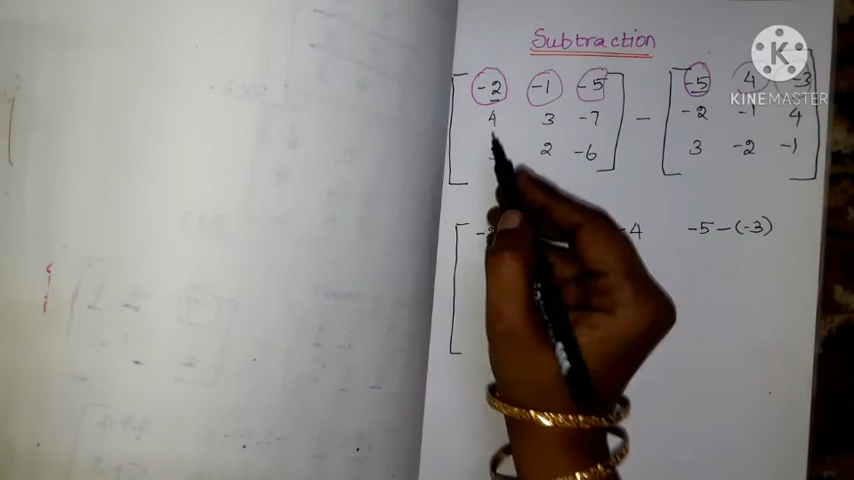 Subtraction
-2 -1 -5 -5 4 -3
4 3 -7 - -2 -1 4
2 -6 3 -2 -1
-4 -5-(-3)
K
KINEMASTER